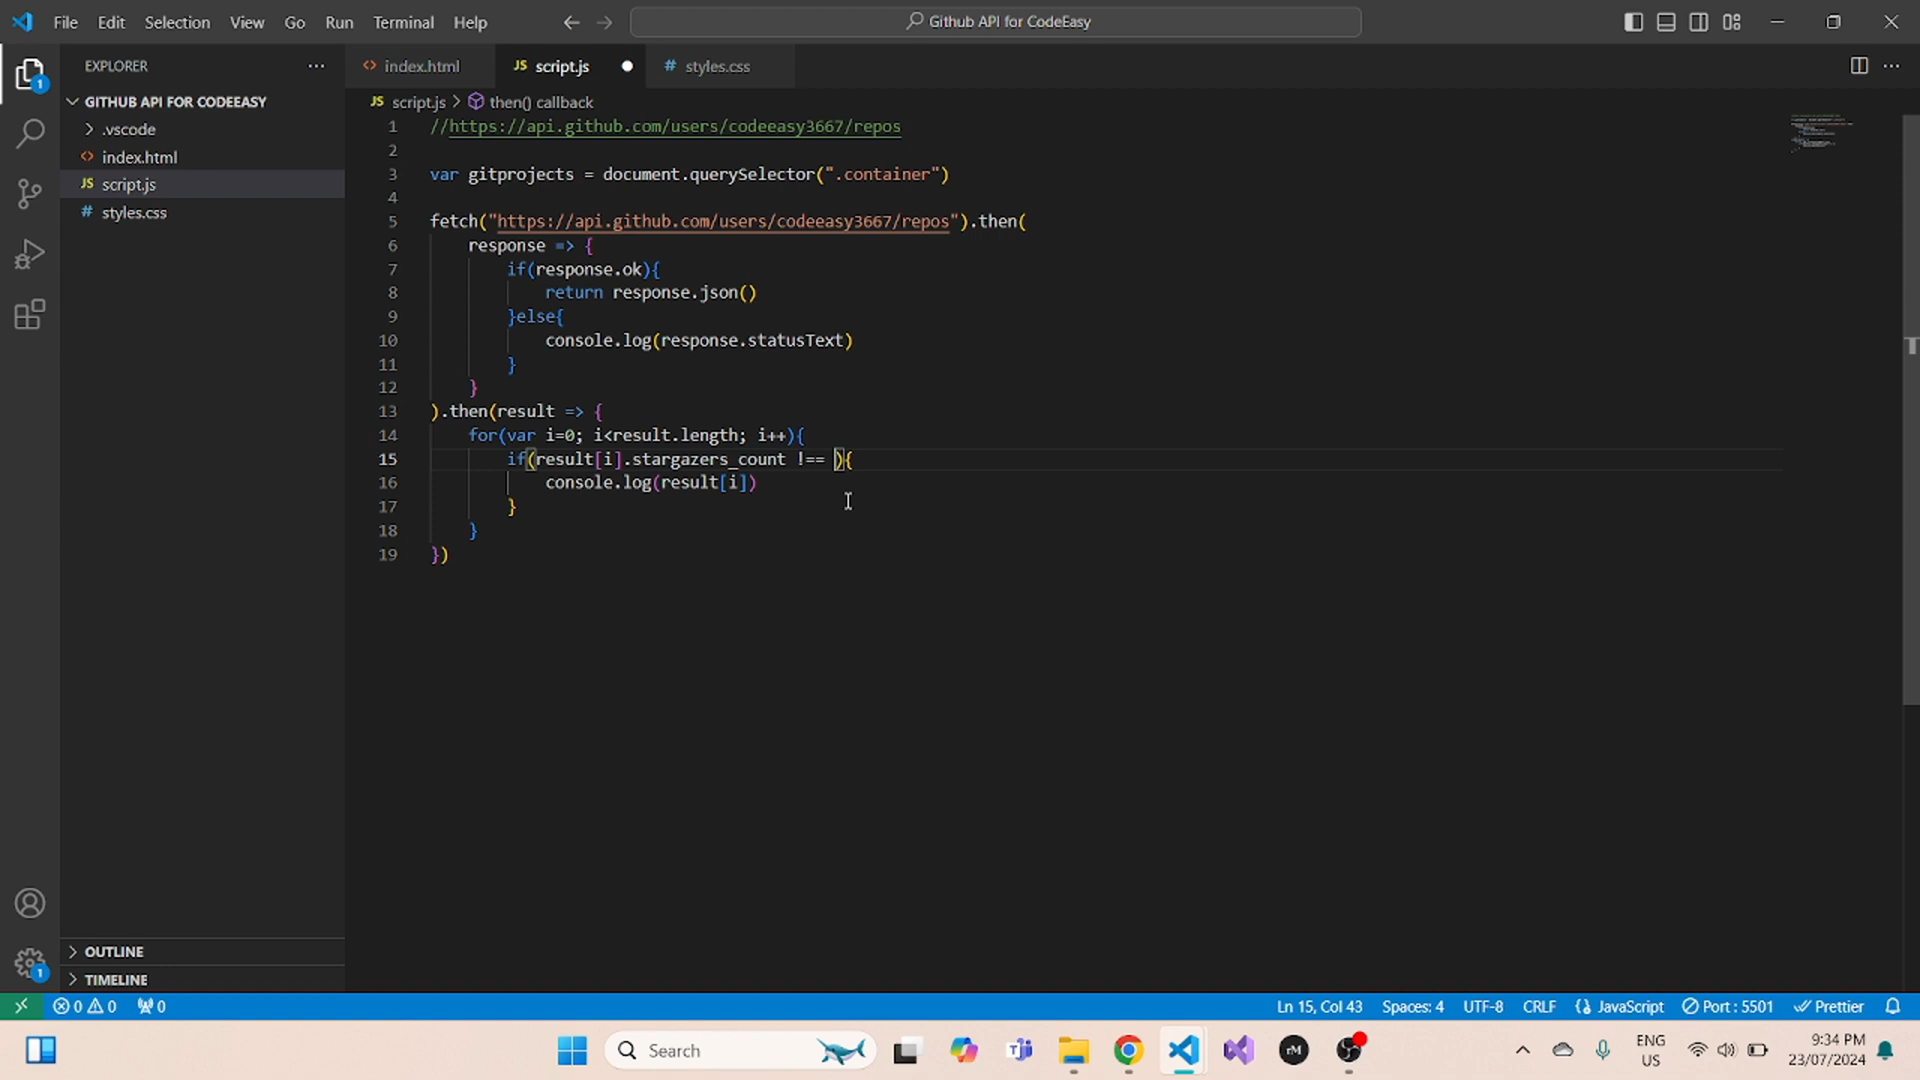 File Edit Selection View Go Run Terminal Help
Github API for CodeEasy
EXPLORER
GITHUB API FOR CODEEASY
.vscode
index.html
script.js
styles.css
OUTLINE
TIMELINE
index.html
JS script.js
# styles.css
JS script.js > then() callback
1 //https://api.github.com/users/codeeasy3667/repos
2
3 var gitprojects = document.querySelector(".container")
4
5 fetch("https://api.github.com/users/codeeasy3667/repos").then(
6 response => {
7 if(response.ok){
8 return response.json()
9 }else{
10 console.log(response.statusText)
11 }
12 }
13 ).then(result => {
14 for(var i=0; i<result.length; i++){
15 if(result[i].stargazers_count !== ){
16 console.log(result[i])
17 }
18 }
19 })
0 0 0 Ln 15, Col 43 Spaces: 4 UTF-8 CRLF {} JavaScript Port : 5501 Prettier
Search
ENG
US
9:34 PM
23/07/2024